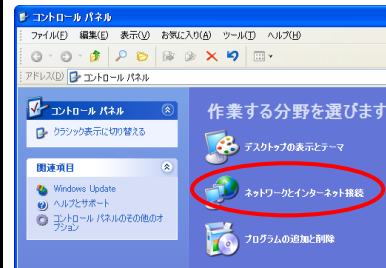 コントロール パネル
ファイル(F) 編集(E) 表示(V) お気に入り(A) ツール(T) ヘルプ(H)
アドレス(D) コントロール パネル
コントロール パネル
クラシック表示に切り替える
関連項目
Windows Update
ヘルプとサポート
コントロール パネルのその他のオ
プション
作業する分野を選びます
デスクトップの表示とテーマ
ネットワークとインターネット接続
プログラムの追加と削除